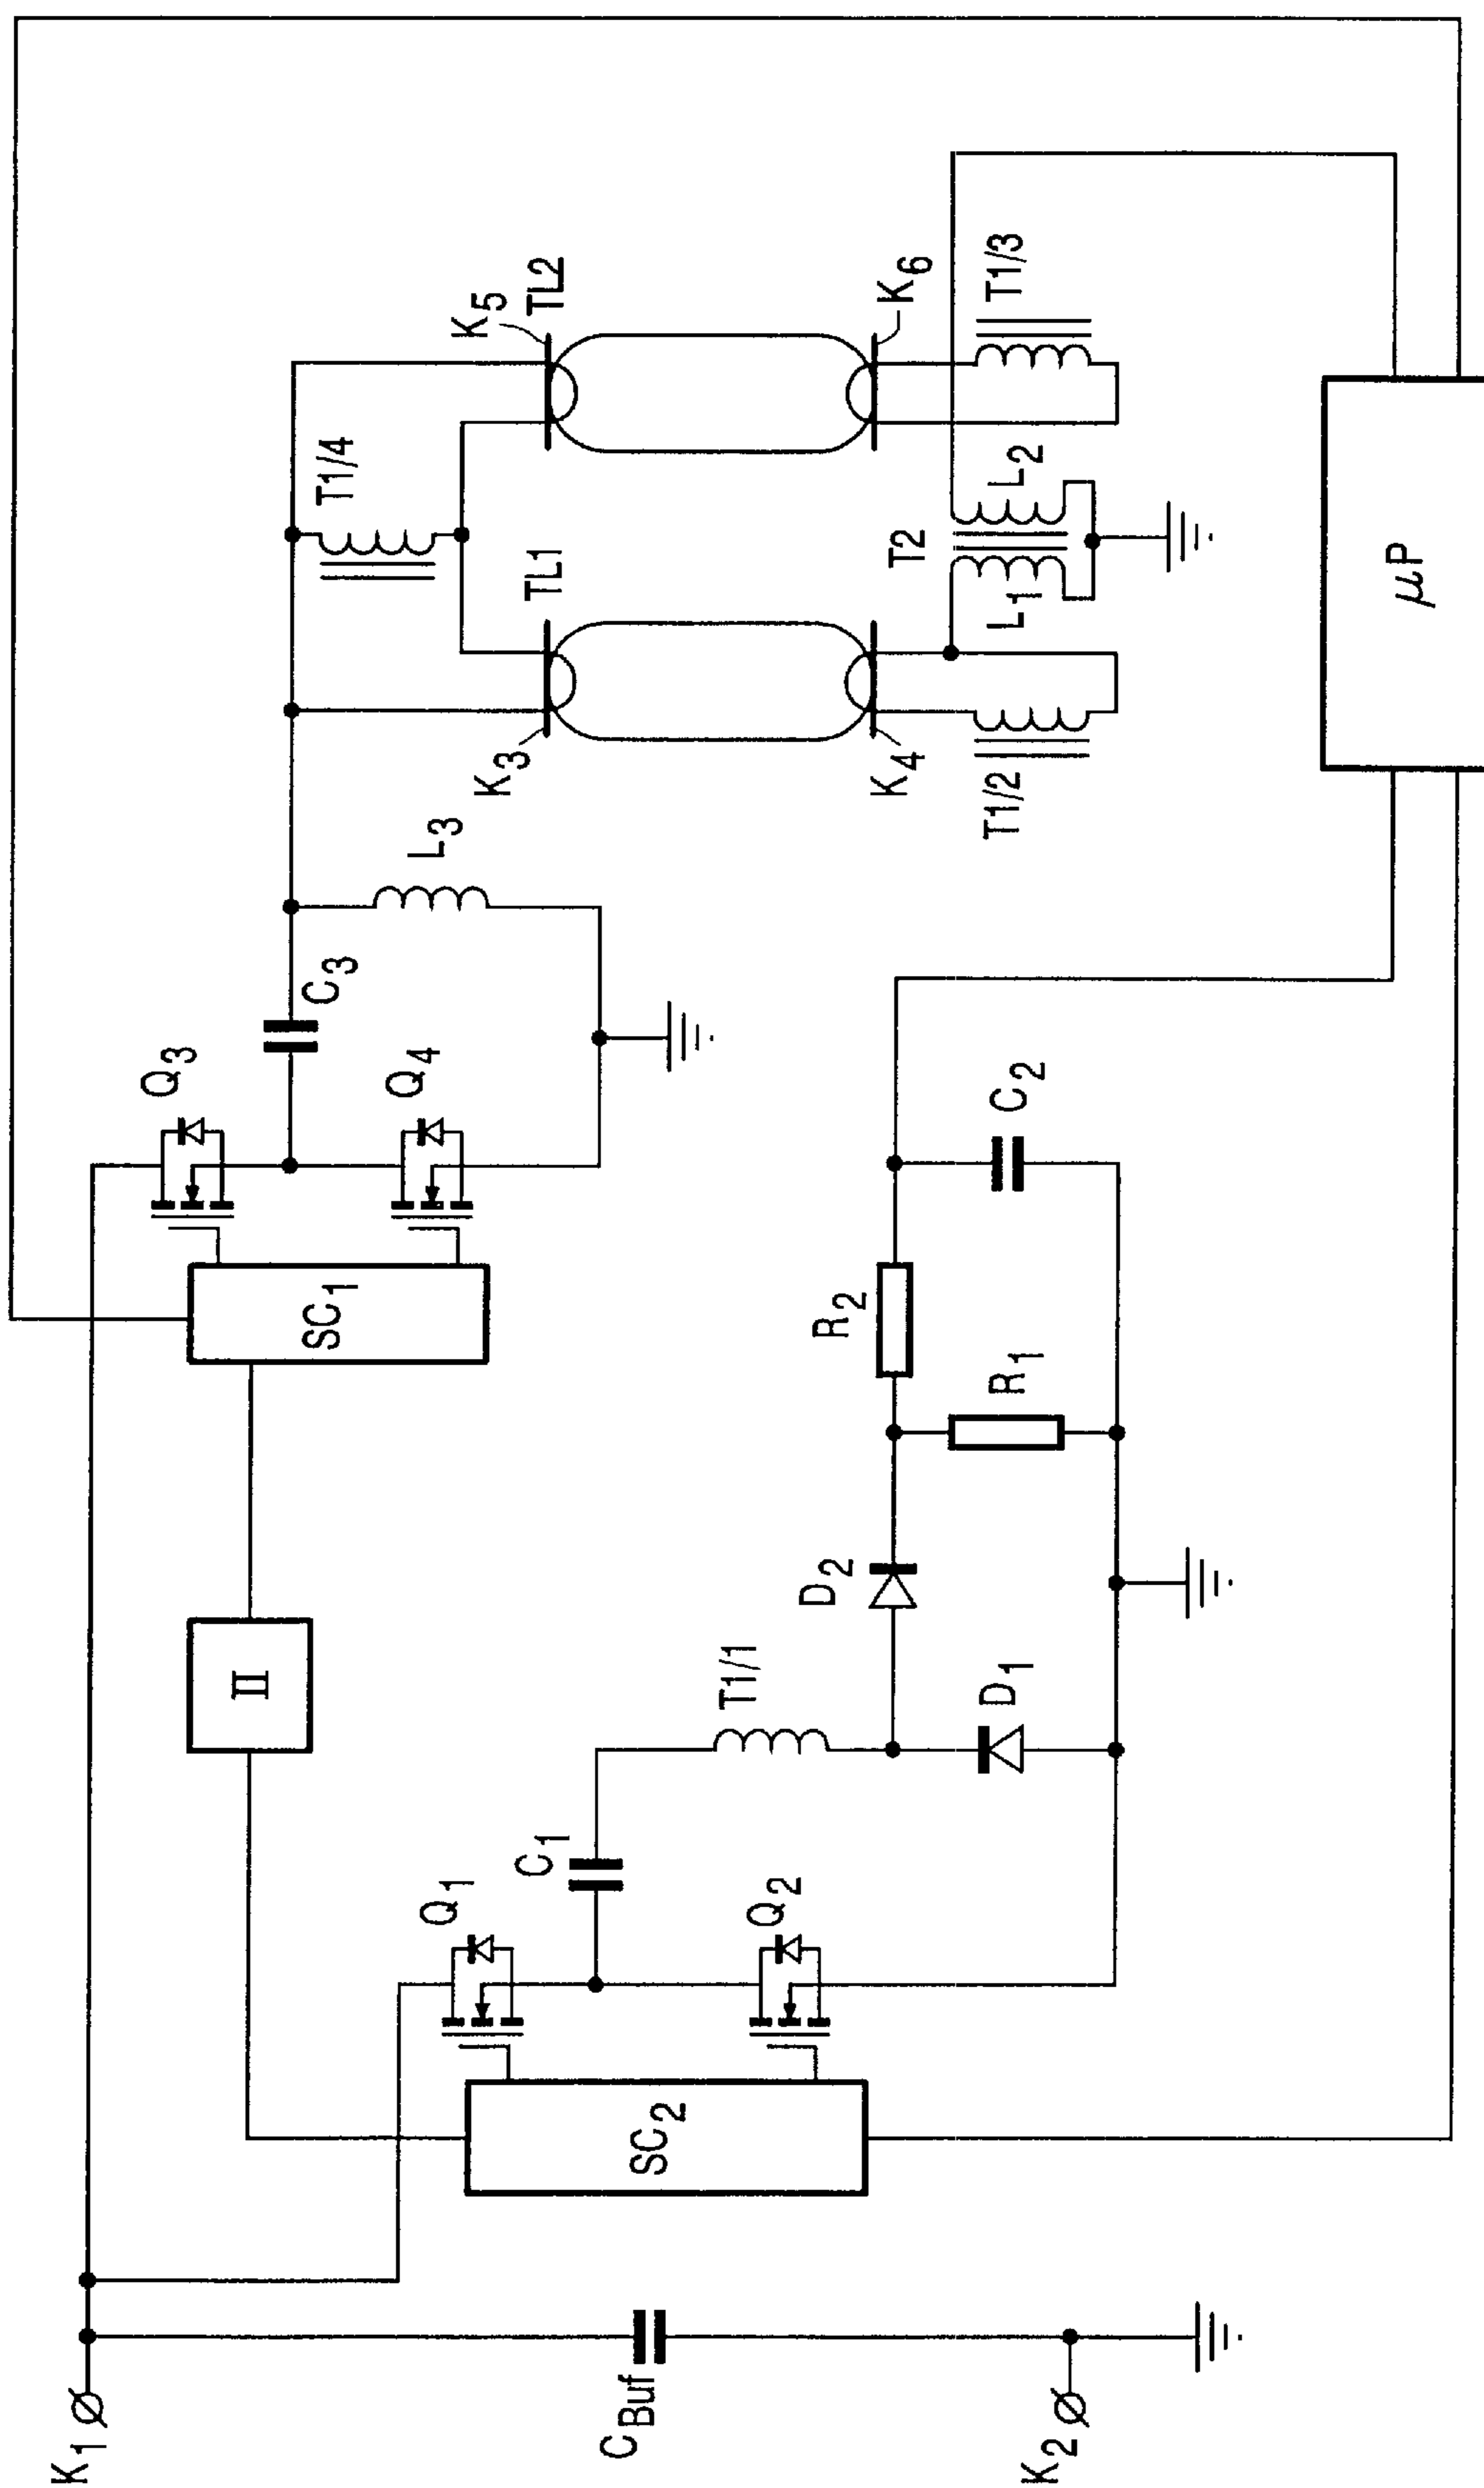 K1
K2
CBuf
SC2
Q1
Q2
C1
T1/1
D1
D2
II
R1
R2
C2
SC1
Q3
Q4
C3
L3
K3
TL1
K4
T1/2
T1/4
K5
TL2
K6
T1/3
T2
L1
L2
μP